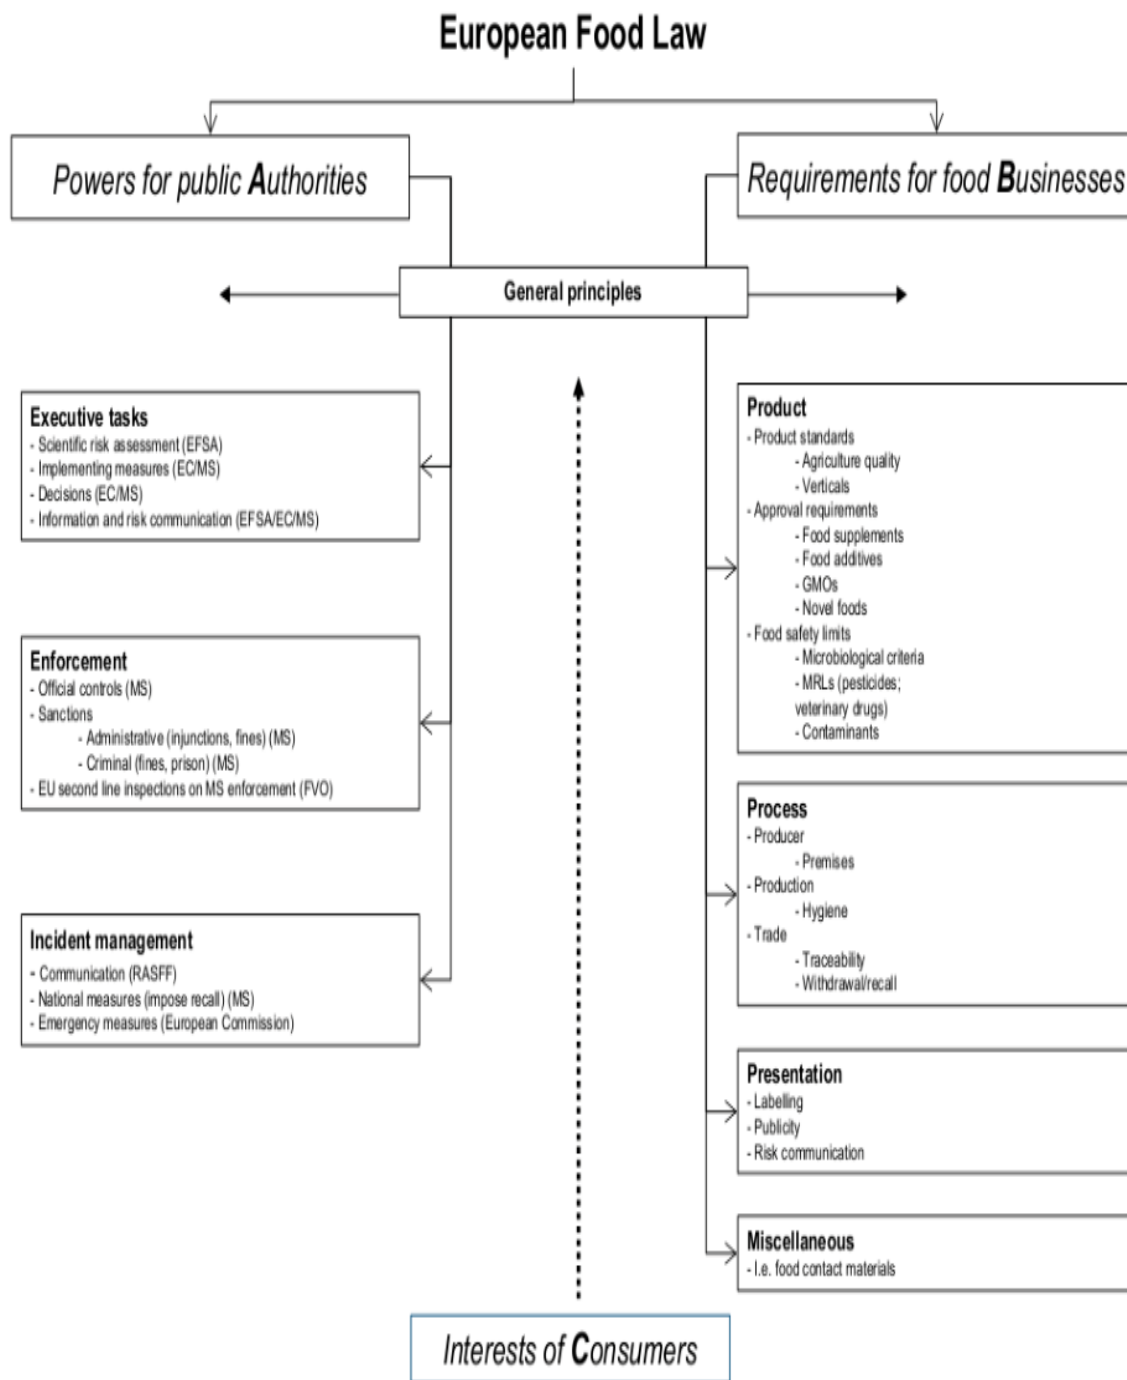 European Food Law
Powers for public Authorities
Requirements for food Businesses
General principles
Executive tasks
- Scientific risk assessment (EFSA)
- Implementing measures (EC/MS)
- Decisions (EC/MS)
- Information and risk communication (EFSA/EC/MS)
Enforcement
- Official controls (MS)
- Sanctions
- Administrative (injunctions, fines) (MS)
- Criminal (fines, prison) (MS)
- EU second line inspections on MS enforcement (FVO)
Incident management
- Communication (RASFF)
- National measures (impose recall) (MS)
- Emergency measures (European Commission)
Product
- Product standards
- Agriculture quality
- Verticals
- Approval requirements
- Food supplements
- Food additives
- GMOs
- Novel foods
- Food safety limits
- Microbiological criteria
- MRLs (pesticides;
veterinary drugs)
- Contaminants
Process
- Producer
- Premises
- Production
- Hygiene
- Trade
- Traceability
- Withdrawal/recall
Presentation
- Labelling
- Publicity
- Risk communication
Miscellaneous
- I.e. food contact materials
Interests of Consumers